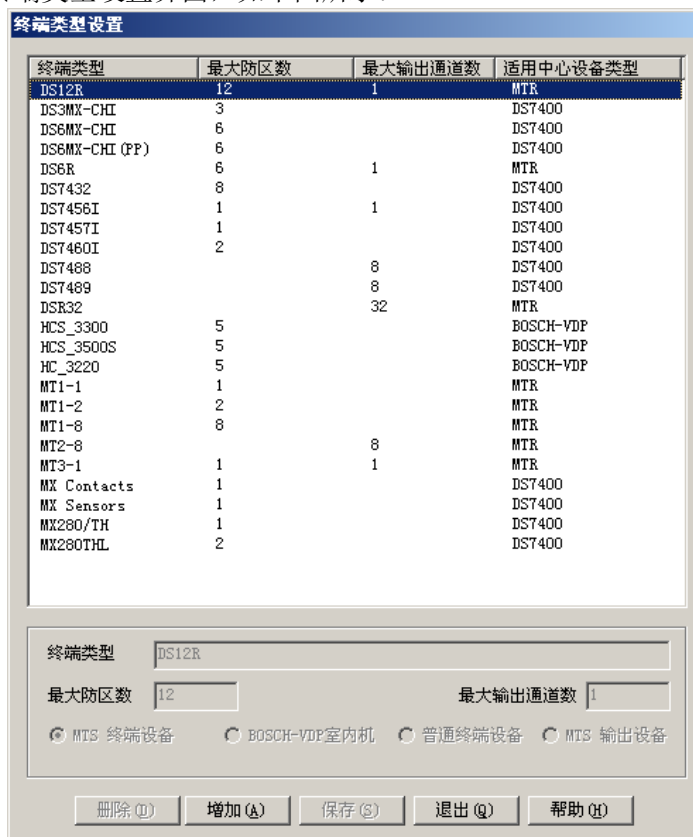 终端类型设置
终端类型 最大防区数 最大输出通道数 适用中心设备类型
DS12R 12 1 MTR
DS3MX-CHI 3 DS7400
DS6MX-CHI 6 DS7400
DS6MX-CHI(PP) 6 DS7400
DS6R 6 1 MTR
DS7432 8 DS7400
DS7456I 1 1 DS7400
DS7457I 1 DS7400
DS7460I 2 DS7400
DS7488 8 DS7400
DS7489 8 DS7400
DSR32 32 MTR
HCS_3300 5 BOSCH-VDP
HCS_3500S 5 BOSCH-VDP
HC_3220 5 BOSCH-VDP
MT1-1 1 MTR
MT1-2 2 MTR
MT1-8 8 MTR
MT2-8 8 MTR
MT3-1 1 1 MTR
MX Contacts 1 DS7400
MX Sensors 1 DS7400
MX280/TH 1 DS7400
MX280THL 2 DS7400
终端类型 DS12R
最大防区数 12 最大输出通道数 1
MTS 终端设备 BOSCH-VDP室内机 普通终端设备 MTS 输出设备
册除(D) 增加(A) 保存(S) 退出(Q) 帮助(H)